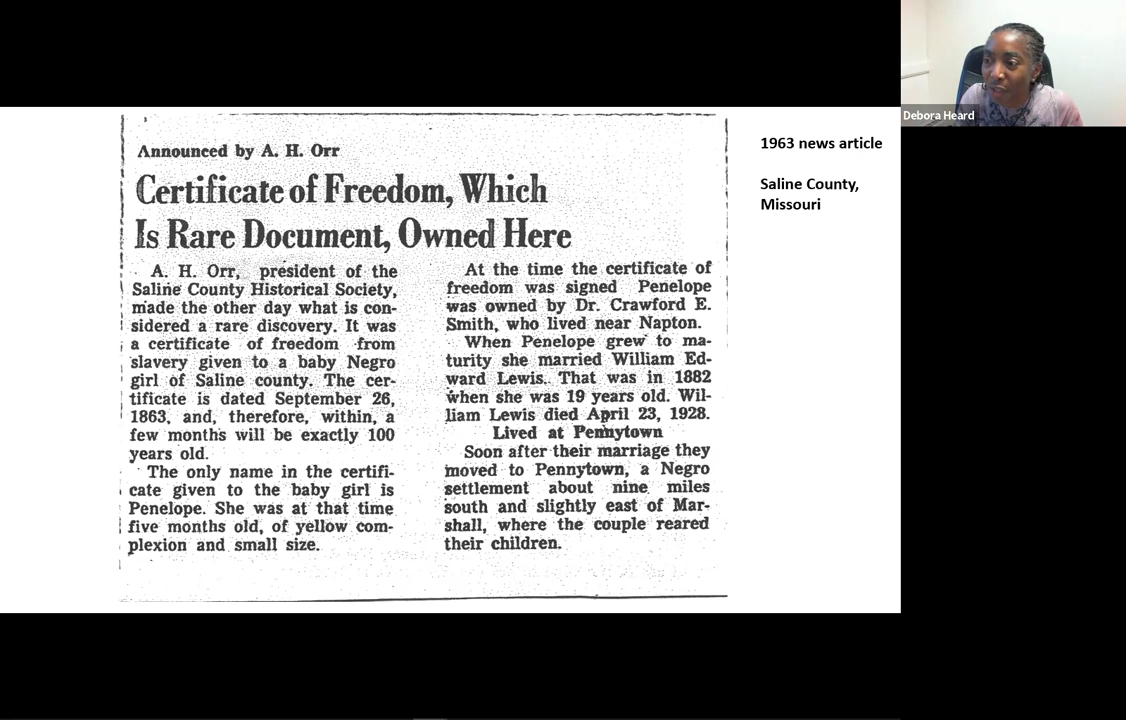 Debora Heard
1963 news article
Saline County,
Missouri
Announced by A. H. Orr
Certificate of Freedom, Which
Is Rare Document, Owned Here
A. H. Orr, president of the
Saline County Historical Society,
made the other day what is con-
sidered a rare discovery. It was
a certificate of freedom from
slavery given to a baby Negro
girl of Saline county. The cer-
tificate is dated September 26,
1863, and, therefore, within, a
few months will be exactly 100
years old.
The only name in the certifi-
cate given to the baby girl is
Penelope. She was at that time
five months old, of yellow com-
plexion and small size.
At the time the certificate of
freedom was signed Penelope
was owned by Dr. Crawford E.
Smith, who lived near Napton.
When Penelope grew to ma-
turity she married William Ed-
ward Lewis. That was in 1882
when she was 19 years old. Wil-
liam Lewis died April 23, 1928.
Lived at Pennytown
Soon after their marriage they
moved to Pennytown, a Negro
settlement about nine miles
south and slightly east of Mar-
shall, where the couple reared
their children.